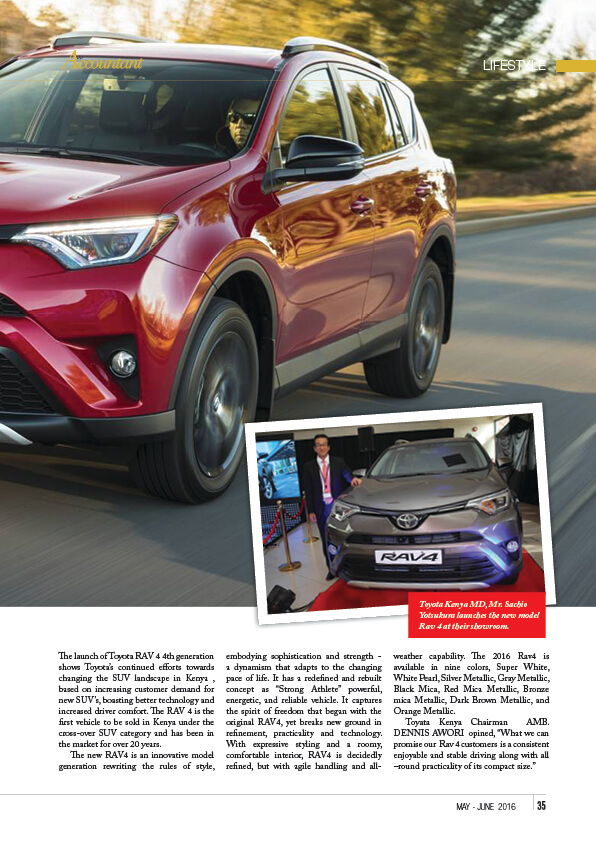 Accountant
LIFESTYLE
RAV4
Toyota Kenya MD, Mr. Sachio
Yotsukura launches the new model
Rav 4 at their showroom.
The launch of Toyota RAV 4 4th generation
shows Toyota's continued efforts towards
changing the SUV landscape in Kenya ,
based on increasing customer demand for
new SUV's, boasting better technology and
increased driver comfort. The RAV 4 is the
first vehicle to be sold in Kenya under the
cross-over SUV category and has been in
the market for over 20 years.
The new RAV4 is an innovative model
generation rewriting the rules of style,
embodying sophistication and strength -
a dynamism that adapts to the changing
pace of life. It has a redefined and rebuilt
concept as "Strong Athlete" powerful,
energetic, and reliable vehicle. It captures
the spirit of freedom that began with the
original RAV4, yet breaks new ground in
refinement, practicality and technology.
With expressive styling and a roomy,
comfortable interior, RAV4 is decidedly
refined, but with agile handling and all-
weather capability. The 2016 Rav4 is
available in nine colors, Super White,
White Pearl, Silver Metallic, Gray Metallic,
Black Mica, Red Mica Metallic, Bronze
mica Metallic, Dark Brown Metallic, and
Orange Metallic.
Toyata Kenya Chairman AMB.
DENNIS AWORI opined, "What we can
promise our Rav 4 customers is a consistent
enjoyable and stable driving along with all
–round practicality of its compact size."
MAY - JUNE 2016 35